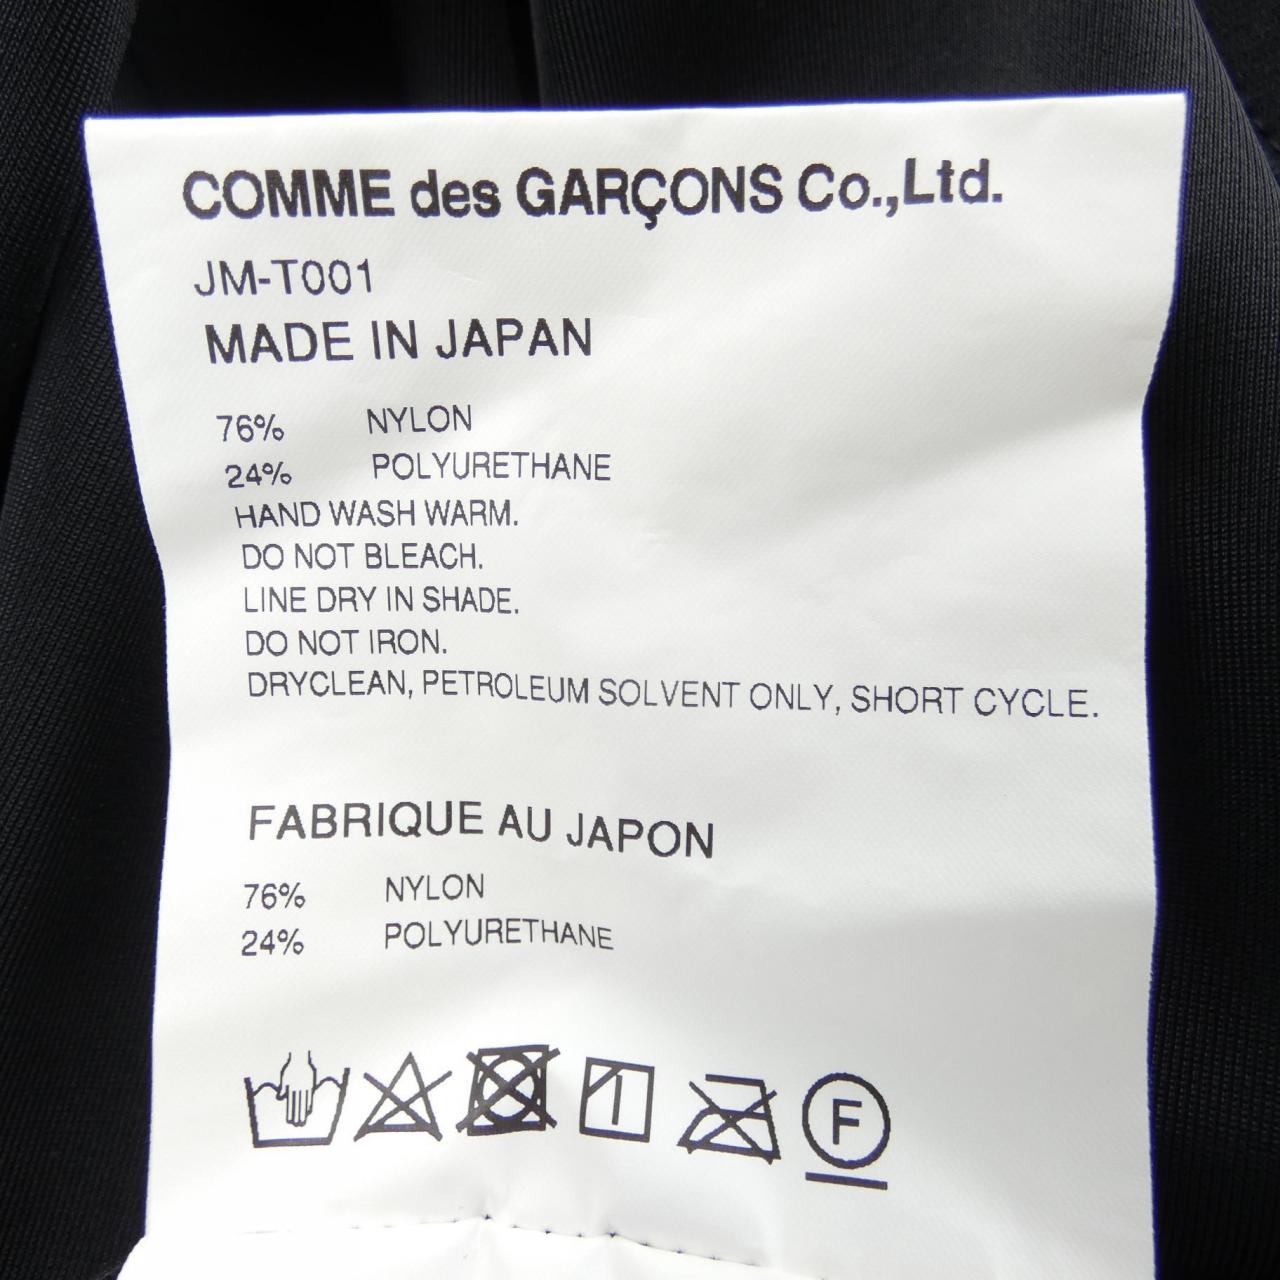 COMME des GARÇONS Co.,Ltd.
JM-T001
MADE IN JAPAN
76% NYLON
24% POLYURETHANE
HAND WASH WARM.
DO NOT BLEACH.
LINE DRY IN SHADE.
DO NOT IRON.
DRYCLEAN, PETROLEUM SOLVENT ONLY, SHORT CYCLE.
FABRIQUE AU JAPON
76% NYLON
24% POLYURETHANE
F